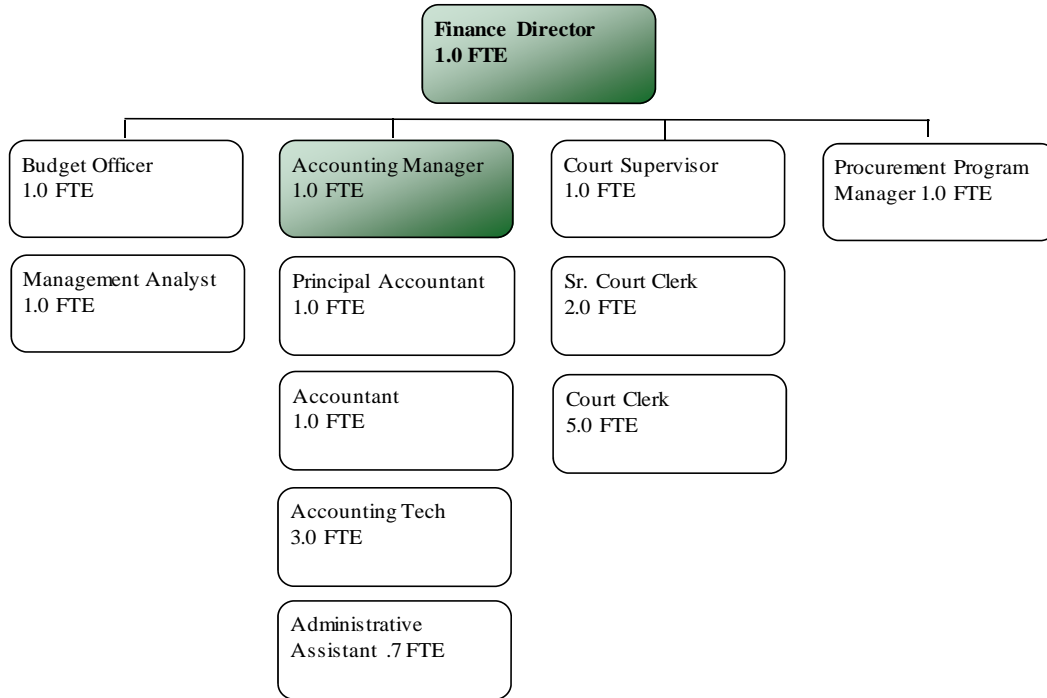 Finance Director
1.0 FTE
Budget Officer
1.0 FTE
Accounting Manager
1.0 FTE
Court Supervisor
1.0 FTE
Procurement Program
Manager 1.0 FTE
Management Analyst
1.0 FTE
Principal Accountant
1.0 FTE
Sr. Court Clerk
2.0 FTE
Accountant
1.0 FTE
Court Clerk
5.0 FTE
Accounting Tech
3.0 FTE
Administrative
Assistant .7 FTE